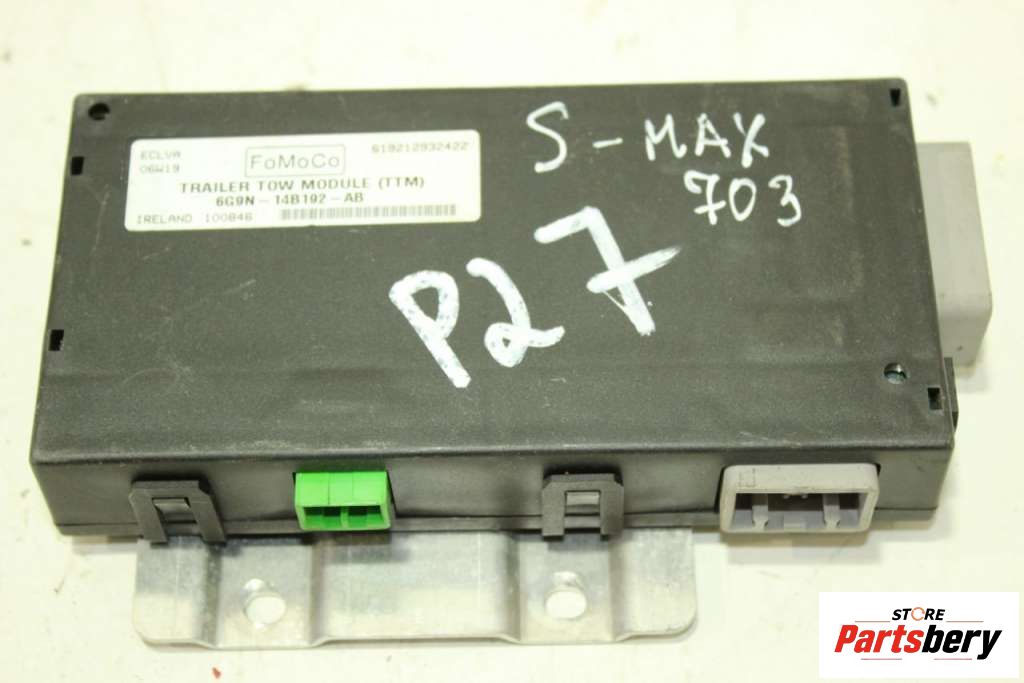 ECLVA
06W19
FoMoCo
619212932422
TRAILER TOW MODULE (TTM)
6G9N-14B192-AB
IRELAND 100846
S-MAX
703
P27
STORE
Partsbery